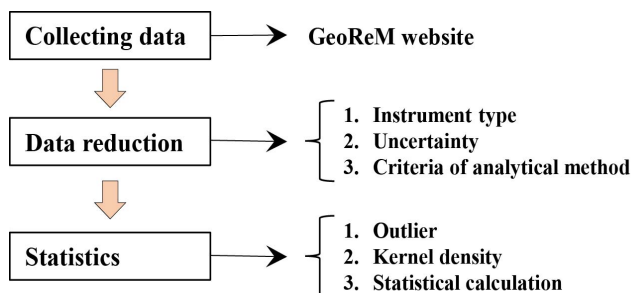 Collecting data
GeoReM website
Data reduction
1. Instrument type
2. Uncertainty
3. Criteria of analytical method
Statistics
1. Outlier
2. Kernel density
3. Statistical calculation